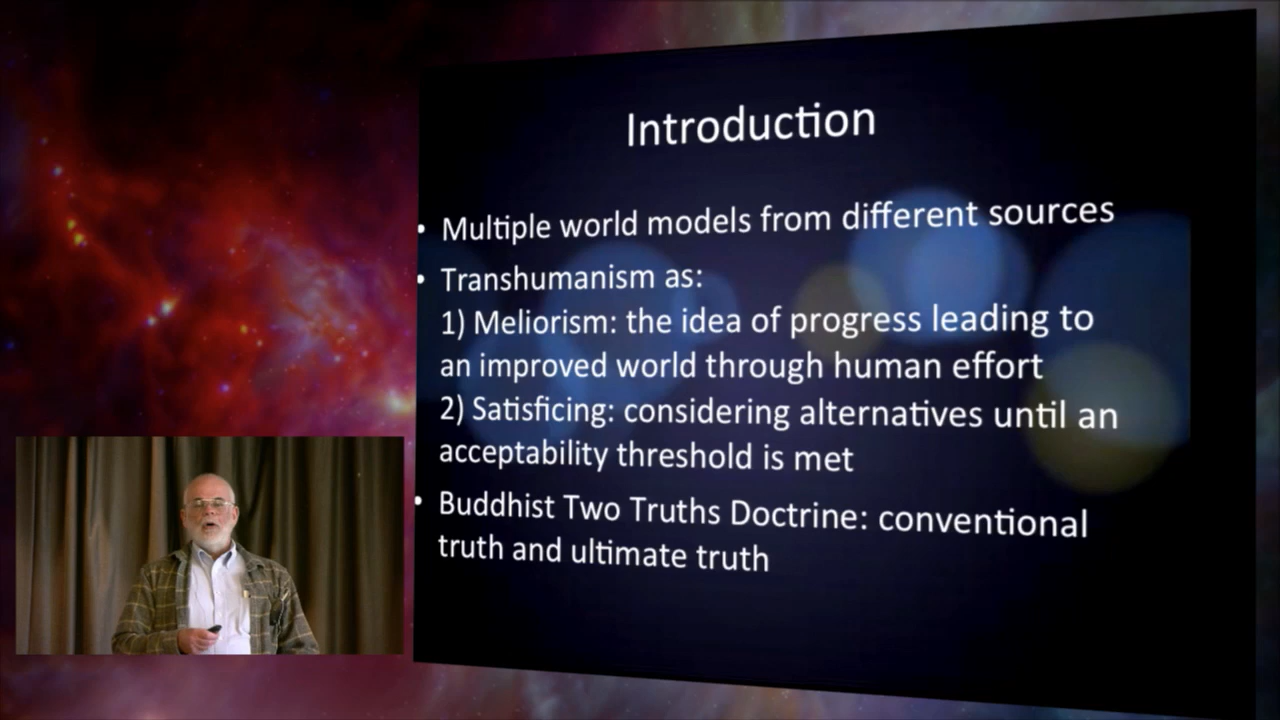 Introduction
• Multiple world models from different sources
• Transhumanism as:
1) Meliorism: the idea of progress leading to
an improved world through human effort
2) Satisficing: considering alternatives until an
acceptability threshold is met
• Buddhist Two Truths Doctrine: conventional
truth and ultimate truth